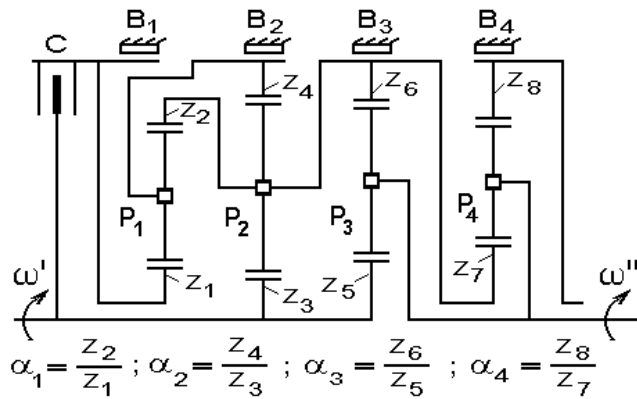 B1 B2 B3 B4
C
Z4 Z6 Z8
Z2
P1 P2 P3 P4
Z1 Z3 Z5 Z7
ω' ω"
α1 = Z2/Z1 ; α2 = Z4/Z3 ; α3 = Z6/Z5 ; α4 = Z8/Z7